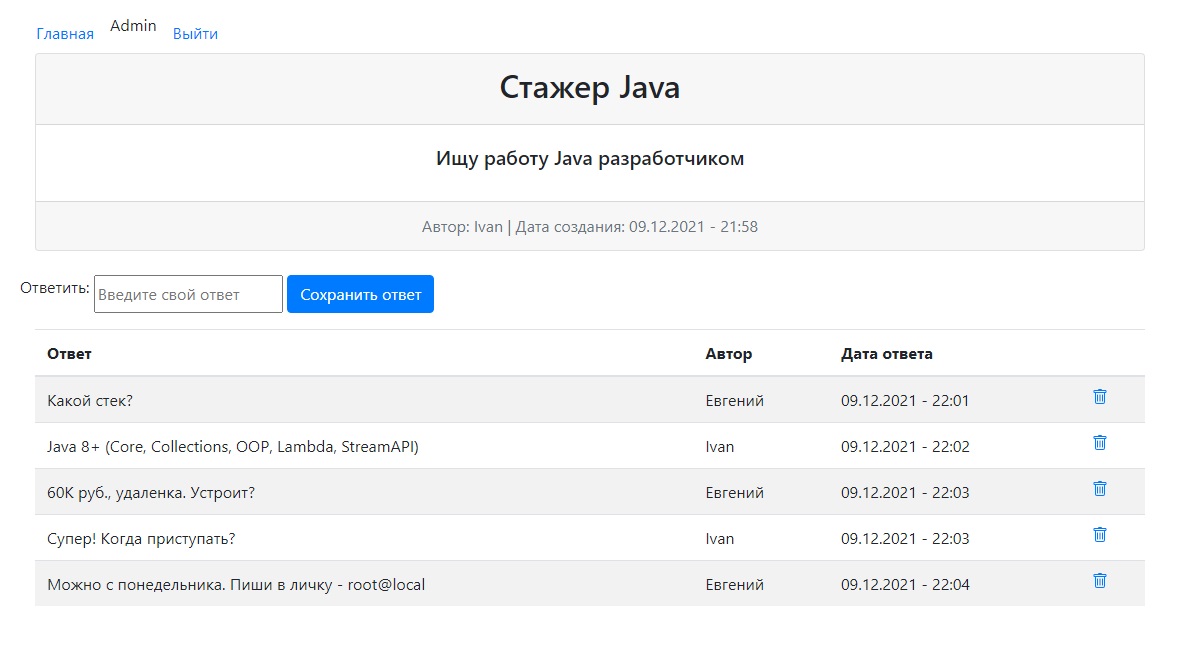 Главная Admin Выйти
Стажер Java
Ищу работу Java разработчиком
Автор: Ivan | Дата создания: 09.12.2021 - 21:58
Ответить: Введите свой ответ Сохранить ответ
Ответ Автор Дата ответа
Какой стек? Евгений 09.12.2021 - 22:01
Java 8+ (Core, Collections, OOP, Lambda, StreamAPI) Ivan 09.12.2021 - 22:02
60К руб., удаленка. Устроит? Евгений 09.12.2021 - 22:03
Супер! Когда приступать? Ivan 09.12.2021 - 22:03
Можно с понедельника. Пиши в личку - root@local Евгений 09.12.2021 - 22:04